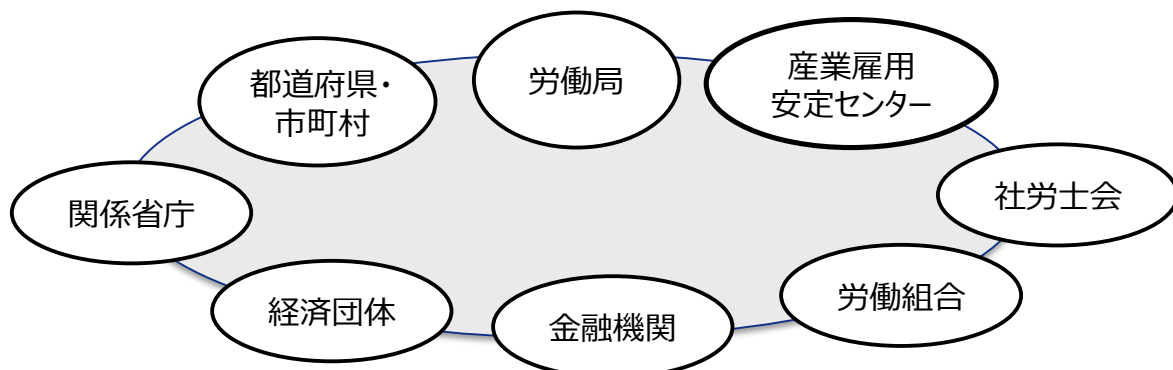 都道府県・
市町村
労働局
産業雇用
安定センター
関係省庁
社労士会
経済団体
金融機関
労働組合